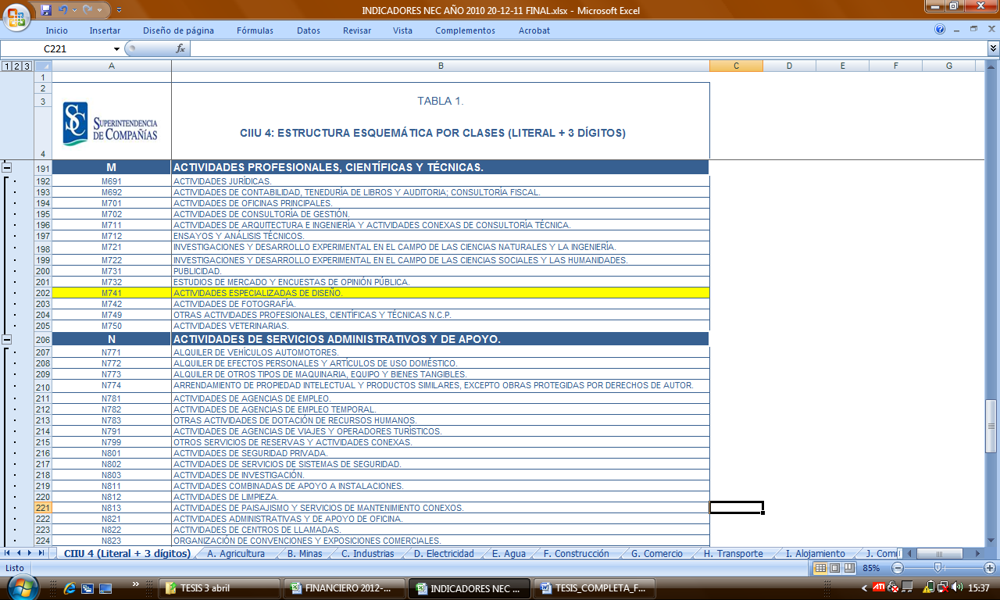 INDICADORES NEC AÑO 2010 20-12-11 FINAL.xlsx - Microsoft Excel
Inicio Insertar Diseño de página Fórmulas Datos Revisar Vista Complementos Acrobat
C221 fx
1 2 3 A B C D E F G
1
2
3 TABLA 1.
SC SUPERINTENDENCIA DE COMPAÑÍAS
4 CIIU 4: ESTRUCTURA ESQUEMÁTICA POR CLASES (LITERAL + 3 DÍGITOS)
191 M ACTIVIDADES PROFESIONALES, CIENTÍFICAS Y TÉCNICAS.
192 M691 ACTIVIDADES JURÍDICAS.
193 M692 ACTIVIDADES DE CONTABILIDAD, TENEDURÍA DE LIBROS Y AUDITORIA; CONSULTORÍA FISCAL.
194 M701 ACTIVIDADES DE OFICINAS PRINCIPALES.
195 M702 ACTIVIDADES DE CONSULTORÍA DE GESTIÓN.
196 M711 ACTIVIDADES DE ARQUITECTURA E INGENIERÍA Y ACTIVIDADES CONEXAS DE CONSULTORÍA TÉCNICA.
197 M712 ENSAYOS Y ANÁLISIS TÉCNICOS.
198 M721 INVESTIGACIONES Y DESARROLLO EXPERIMENTAL EN EL CAMPO DE LAS CIENCIAS NATURALES Y LA INGENIERÍA.
199 M722 INVESTIGACIONES Y DESARROLLO EXPERIMENTAL EN EL CAMPO DE LAS CIENCIAS SOCIALES Y LAS HUMANIDADES.
200 M731 PUBLICIDAD.
201 M732 ESTUDIOS DE MERCADO Y ENCUESTAS DE OPINIÓN PÚBLICA.
202 M741 ACTIVIDADES ESPECIALIZADAS DE DISEÑO.
203 M742 ACTIVIDADES DE FOTOGRAFÍA.
204 M749 OTRAS ACTIVIDADES PROFESIONALES, CIENTÍFICAS Y TÉCNICAS N.C.P.
205 M750 ACTIVIDADES VETERINARIAS.
206 N ACTIVIDADES DE SERVICIOS ADMINISTRATIVOS Y DE APOYO.
207 N771 ALQUILER DE VEHÍCULOS AUTOMOTORES.
208 N772 ALQUILER DE EFECTOS PERSONALES Y ARTÍCULOS DE USO DOMÉSTICO.
209 N773 ALQUILER DE OTROS TIPOS DE MAQUINARIA, EQUIPO Y BIENES TANGIBLES.
210 N774 ARRENDAMIENTO DE PROPIEDAD INTELECTUAL Y PRODUCTOS SIMILARES, EXCEPTO OBRAS PROTEGIDAS POR DERECHOS DE AUTOR.
211 N781 ACTIVIDADES DE AGENCIAS DE EMPLEO.
212 N782 ACTIVIDADES DE AGENCIAS DE EMPLEO TEMPORAL.
213 N783 OTRAS ACTIVIDADES DE DOTACIÓN DE RECURSOS HUMANOS.
214 N791 ACTIVIDADES DE AGENCIAS DE VIAJES Y OPERADORES TURÍSTICOS.
215 N799 OTROS SERVICIOS DE RESERVAS Y ACTIVIDADES CONEXAS.
216 N801 ACTIVIDADES DE SEGURIDAD PRIVADA.
217 N802 ACTIVIDADES DE SERVICIOS DE SISTEMAS DE SEGURIDAD.
218 N803 ACTIVIDADES DE INVESTIGACIÓN.
219 N811 ACTIVIDADES COMBINADAS DE APOYO A INSTALACIONES.
220 N812 ACTIVIDADES DE LIMPIEZA.
221 N813 ACTIVIDADES DE PAISAJISMO Y SERVICIOS DE MANTENIMIENTO CONEXOS.
222 N821 ACTIVIDADES ADMINISTRATIVAS Y DE APOYO DE OFICINA.
223 N822 ACTIVIDADES DE CENTROS DE LLAMADAS.
224 N823 ORGANIZACIÓN DE CONVENCIONES Y EXPOSICIONES COMERCIALES.
CIIU 4 (Literal + 3 dígitos) A. Agricultura B. Minas C. Industrias D. Electricidad E. Agua F. Construcción G. Comercio H. Transporte I. Alojamiento J. Com
Listo 85%
» TESIS 3 abril FINANCIERO 2012-... INDICADORES NEC ... TESIS_COMPLETA_F... ATI 15:37